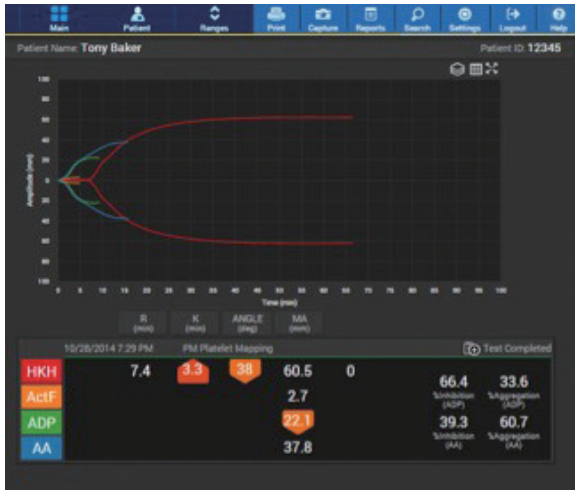 Main Patient Ranges Print Capture Reports Search Settings Logout Help
Patient Name: Tony Baker Patient ID: 12345
100
80
60
40
20
0
20
40
60
80
100
Amplitude (mm)
0 5 10 15 20 25 30 35 40 45 50 55 60 65 70 75 80 85 90 95 100
Time (min)
R K ANGLE MA
(min) (min) (deg) (mm)
10/28/2014 7:29 PM PM Platelet Mapping Test Completed
HKH 7.4 3.3 38 60.5 0
ActF 2.7
ADP 22.1
AA 37.8
66.4 33.6
%Inhibition %Aggregation
(ADP) (ADP)
39.3 60.7
%Inhibition %Aggregation
(AA) (AA)